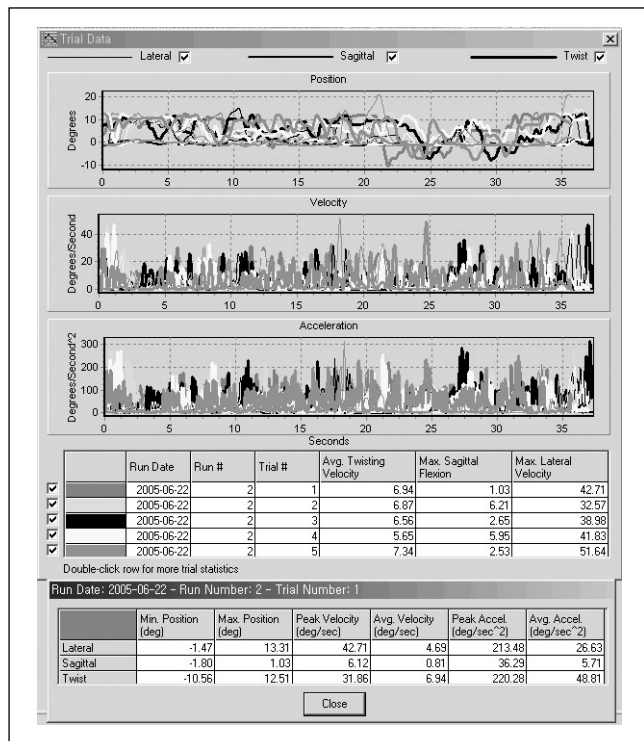 Trial Data
Lateral Sagittal Twist
Position
Degrees
20
10
0
-10
0 5 10 15 20 25 30 35
Velocity
Degrees/Second
40
20
0
0 5 10 15 20 25 30 35
Acceleration
Degrees/Second^2
300
200
100
0
0 5 10 15 20 25 30 35
Seconds
Run Date Run # Trial # Avg. Twisting Velocity Max. Sagittal Flexion Max. Lateral Velocity
2005-06-22 2 1 6.94 1.03 42.71
2005-06-22 2 2 6.87 6.21 32.57
2005-06-22 2 3 6.56 2.65 38.98
2005-06-22 2 4 5.65 5.95 41.83
2005-06-22 2 5 7.34 2.53 51.64
Double-click row for more trial statistics
Run Date: 2005-06-22 - Run Number: 2 - Trial Number: 1
Min. Position (deg) Max. Position (deg) Peak Velocity (deg/sec) Avg. Velocity (deg/sec) Peak Accel. (deg/sec^2) Avg. Accel. (deg/sec^2)
Lateral -1.47 13.31 42.71 4.69 213.48 26.63
Sagittal -1.80 1.03 6.12 0.81 36.29 5.71
Twist -10.56 12.51 31.86 6.94 220.28 48.81
Close